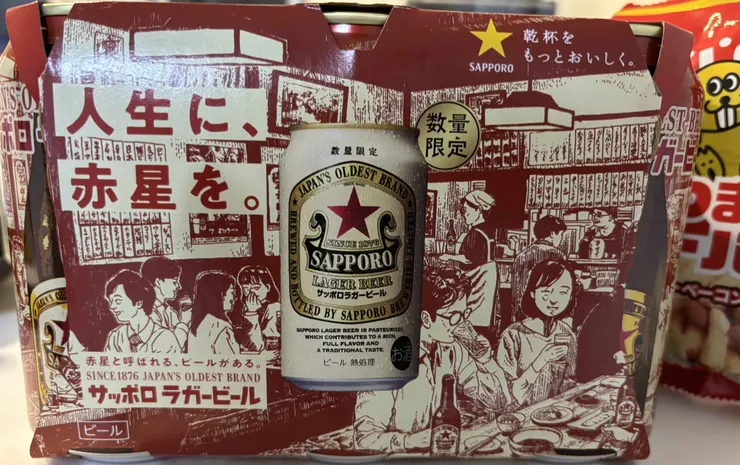 乾杯を
もっとおいしく。
SAPPORO
人生に、
赤星を。
数量
限定
数量限定
JAPAN'S OLDEST BRAND
SINCE 1876
SAPPORO
LAGER BEER
サッポロラガービール
BREWED AND BOTTLED BY SAPPORO BREWERIES LIMITED
SAPPORO LAGER BEER IS PASTEURIZED,
WHICH CONTRIBUTES TO A RICH,
FULL FLAVOR AND
A TRADITIONAL TASTE.
ビール 熱処理
お酒
赤星と呼ばれる、ビールがある。
SINCE 1876 JAPAN'S OLDEST BRAND
サッポロ ラガービール
ビール